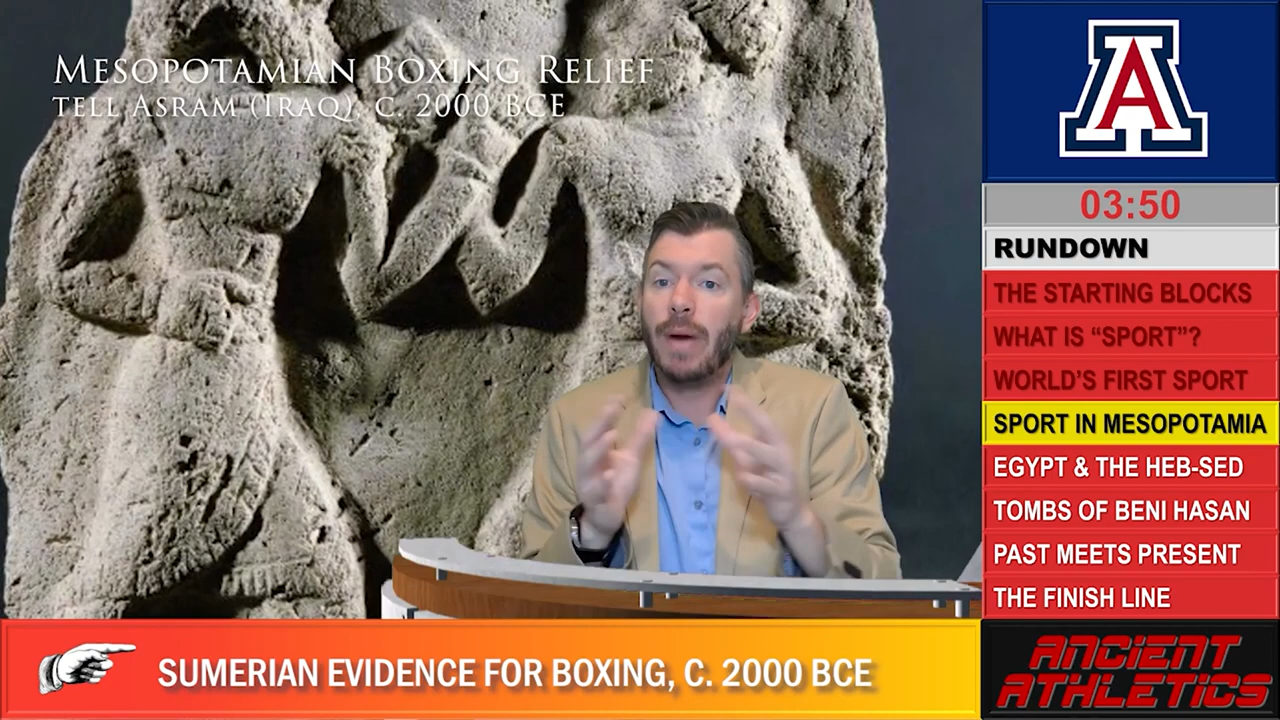 MESOPOTAMIAN BOXING RELIEF
TELL ASRAM (IRAQ), C. 2000 BCE
A
03:50
RUNDOWN
THE STARTING BLOCKS
WHAT IS “SPORT”?
WORLD’S FIRST SPORT
SPORT IN MESOPOTAMIA
EGYPT & THE HEB-SED
TOMBS OF BENI HASAN
PAST MEETS PRESENT
THE FINISH LINE
SUMERIAN EVIDENCE FOR BOXING, C. 2000 BCE
ANCIENT
ATHLETICS